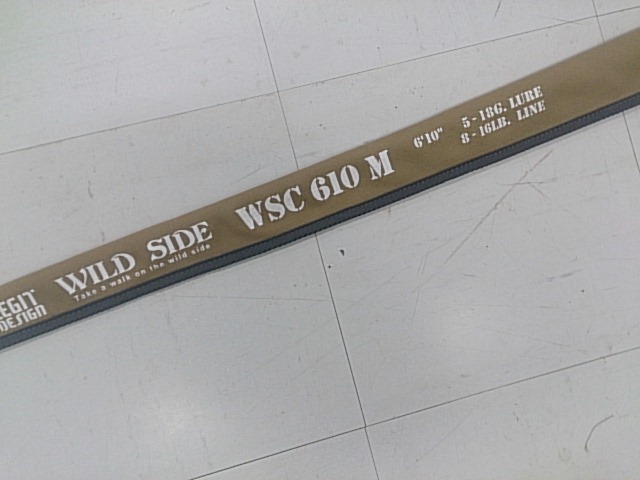 EGIT
DESIGN
WILD SIDE
Take a walk on the wild side
WSC 610 M
6'10"
5-18G. LURE
8-16LB. LINE